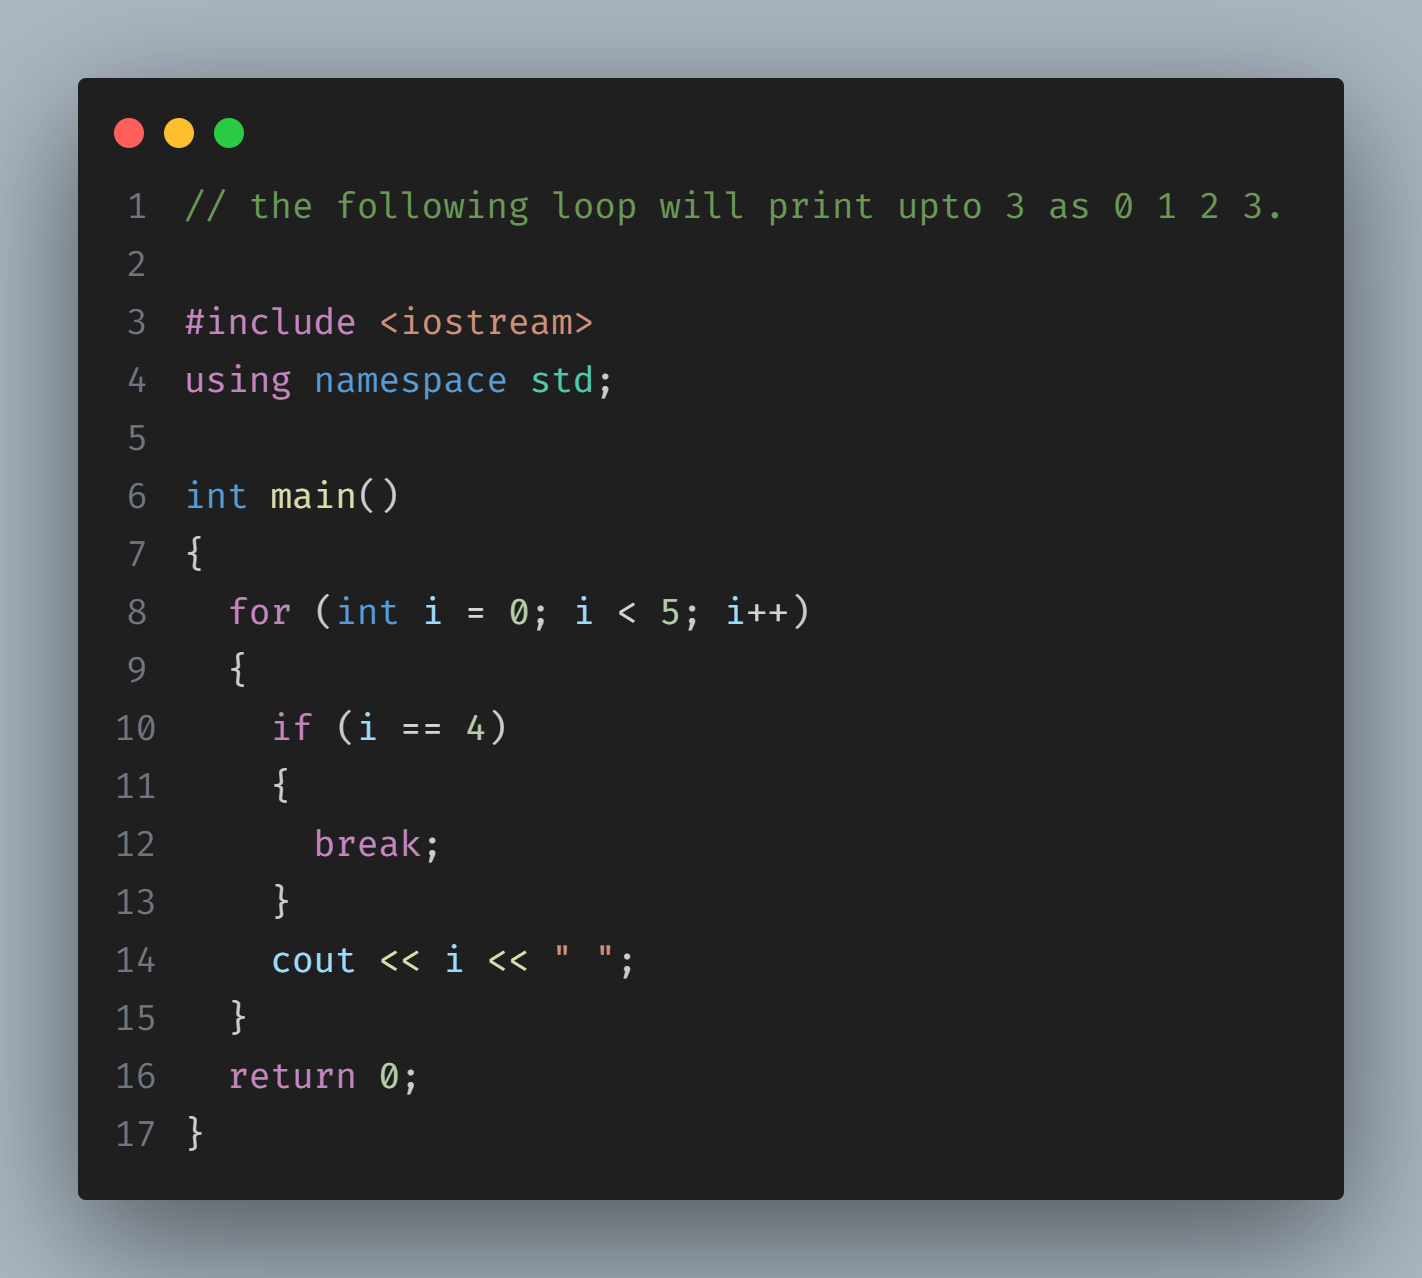 1 // the following loop will print upto 3 as 0 1 2 3.
2
3 #include <iostream>
4 using namespace std;
5
6 int main()
7 {
8   for (int i = 0; i < 5; i++)
9   {
10     if (i == 4)
11     {
12       break;
13     }
14     cout << i << " ";
15   }
16   return 0;
17 }